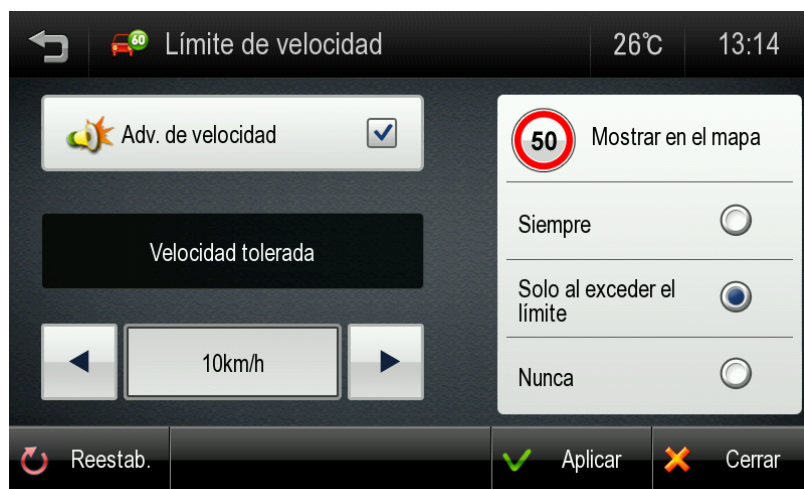 60 Límite de velocidad 26℃ 13:14
Adv. de velocidad
Velocidad tolerada
10km/h
50 Mostrar en el mapa
Siempre
Solo al exceder el
límite
Nunca
Reestab. Aplicar Cerrar